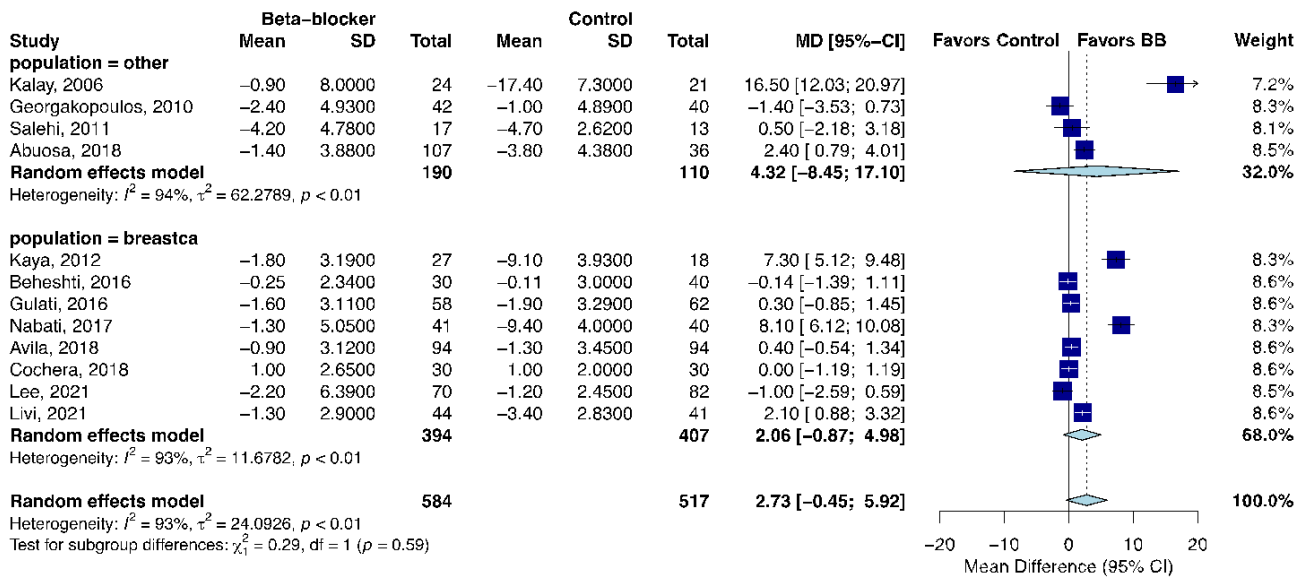 Beta−blocker Control
Study Mean SD Total Mean SD Total MD [95%−CI] Favors Control Favors BB Weight
population = other
Kalay, 2006 −0.90 8.0000 24 −17.40 7.3000 21 16.50 [12.03; 20.97] 7.2%
Georgakopoulos, 2010 −2.40 4.9300 42 −1.00 4.8900 40 −1.40 [−3.53; 0.73] 8.3%
Salehi, 2011 −4.20 4.7800 17 −4.70 2.6200 13 0.50 [−2.18; 3.18] 8.1%
Abuosa, 2018 −1.40 3.8800 107 −3.80 4.3800 36 2.40 [0.79; 4.01] 8.5%
Random effects model 190 110 4.32 [−8.45; 17.10] 32.0%
Heterogeneity: I² = 94%, τ² = 62.2789, p < 0.01
population = breastca
Kaya, 2012 −1.80 3.1900 27 −9.10 3.9300 18 7.30 [5.12; 9.48] 8.3%
Beheshti, 2016 −0.25 2.3400 30 −0.11 3.0000 40 −0.14 [−1.39; 1.11] 8.6%
Gulati, 2016 −1.60 3.1100 58 −1.90 3.2900 62 0.30 [−0.85; 1.45] 8.6%
Nabati, 2017 −1.30 5.0500 41 −9.40 4.0000 40 8.10 [6.12; 10.08] 8.3%
Avila, 2018 −0.90 3.1200 94 −1.30 3.4500 94 0.40 [−0.54; 1.34] 8.6%
Cochera, 2018 1.00 2.6500 30 1.00 2.0000 30 0.00 [−1.19; 1.19] 8.6%
Lee, 2021 −2.20 6.3900 70 −1.20 2.4500 82 −1.00 [−2.59; 0.59] 8.5%
Livi, 2021 −1.30 2.9000 44 −3.40 2.8300 41 2.10 [0.88; 3.32] 8.6%
Random effects model 394 407 2.06 [−0.87; 4.98] 68.0%
Heterogeneity: I² = 93%, τ² = 11.6782, p < 0.01
Random effects model 584 517 2.73 [−0.45; 5.92] 100.0%
Heterogeneity: I² = 93%, τ² = 24.0926, p < 0.01
Test for subgroup differences: χ²₁ = 0.29, df = 1 (p = 0.59)
−20 −10 0 10 20
Mean Difference (95% CI)